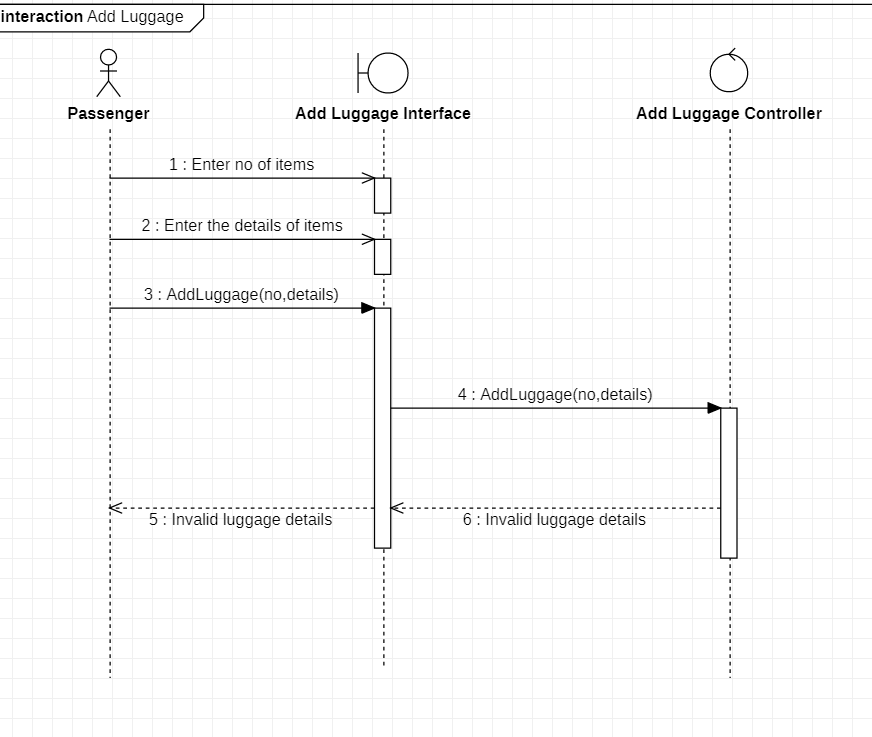 interaction Add Luggage
Passenger
Add Luggage Interface
Add Luggage Controller
1 : Enter no of items
2 : Enter the details of items
3 : AddLuggage(no,details)
4 : AddLuggage(no,details)
5 : Invalid luggage details
6 : Invalid luggage details